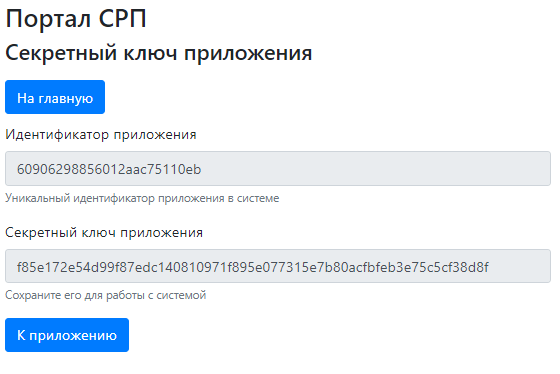 Портал СРП
Секретный ключ приложения
На главную
Идентификатор приложения
60906298856012aac75110eb
Уникальный идентификатор приложения в системе
Секретный ключ приложения
f85e172e54d99f87edc140810971f895e077315e7b80acfbfeb3e75c5cf38d8f
Сохраните его для работы с системой
К приложению